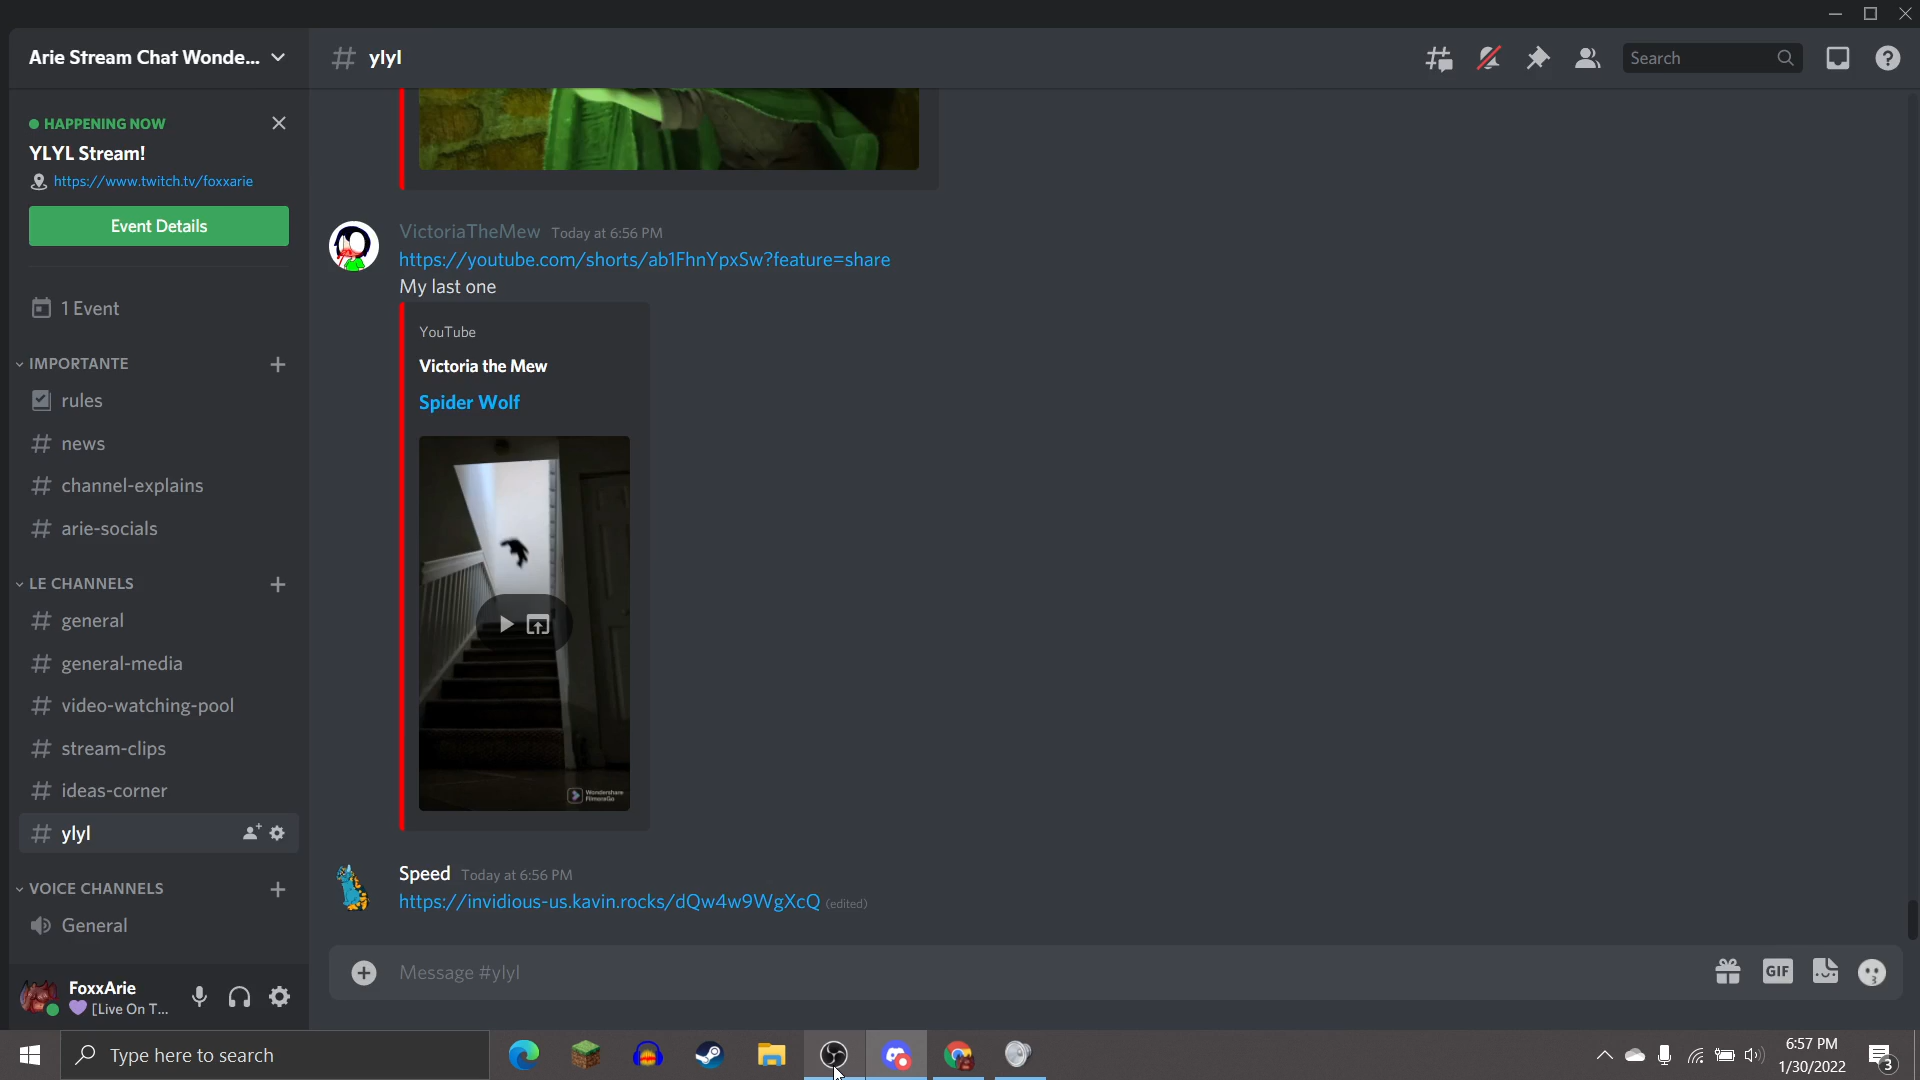 Arie Stream Chat Wonde...
ylyl
Search
HAPPENING NOW
YLYL Stream!
https://www.twitch.tv/foxxarie
Event Details
1 Event
IMPORTANTE
rules
news
channel-explains
arie-socials
LE CHANNELS
general
general-media
video-watching-pool
stream-clips
ideas-corner
ylyl
VOICE CHANNELS
General
FoxxArie
[Live On T...
VictoriaTheMew Today at 6:56 PM
https://youtube.com/shorts/ab1FhnYpxSw?feature=share
My last one
YouTube
Victoria the Mew
Spider Wolf
Wondershare
FilmoraGo
Speed Today at 6:56 PM
https://invidious-us.kavin.rocks/dQw4w9WgXcQ (edited)
Message #ylyl
GIF
Type here to search
6:57 PM
1/30/2022
3